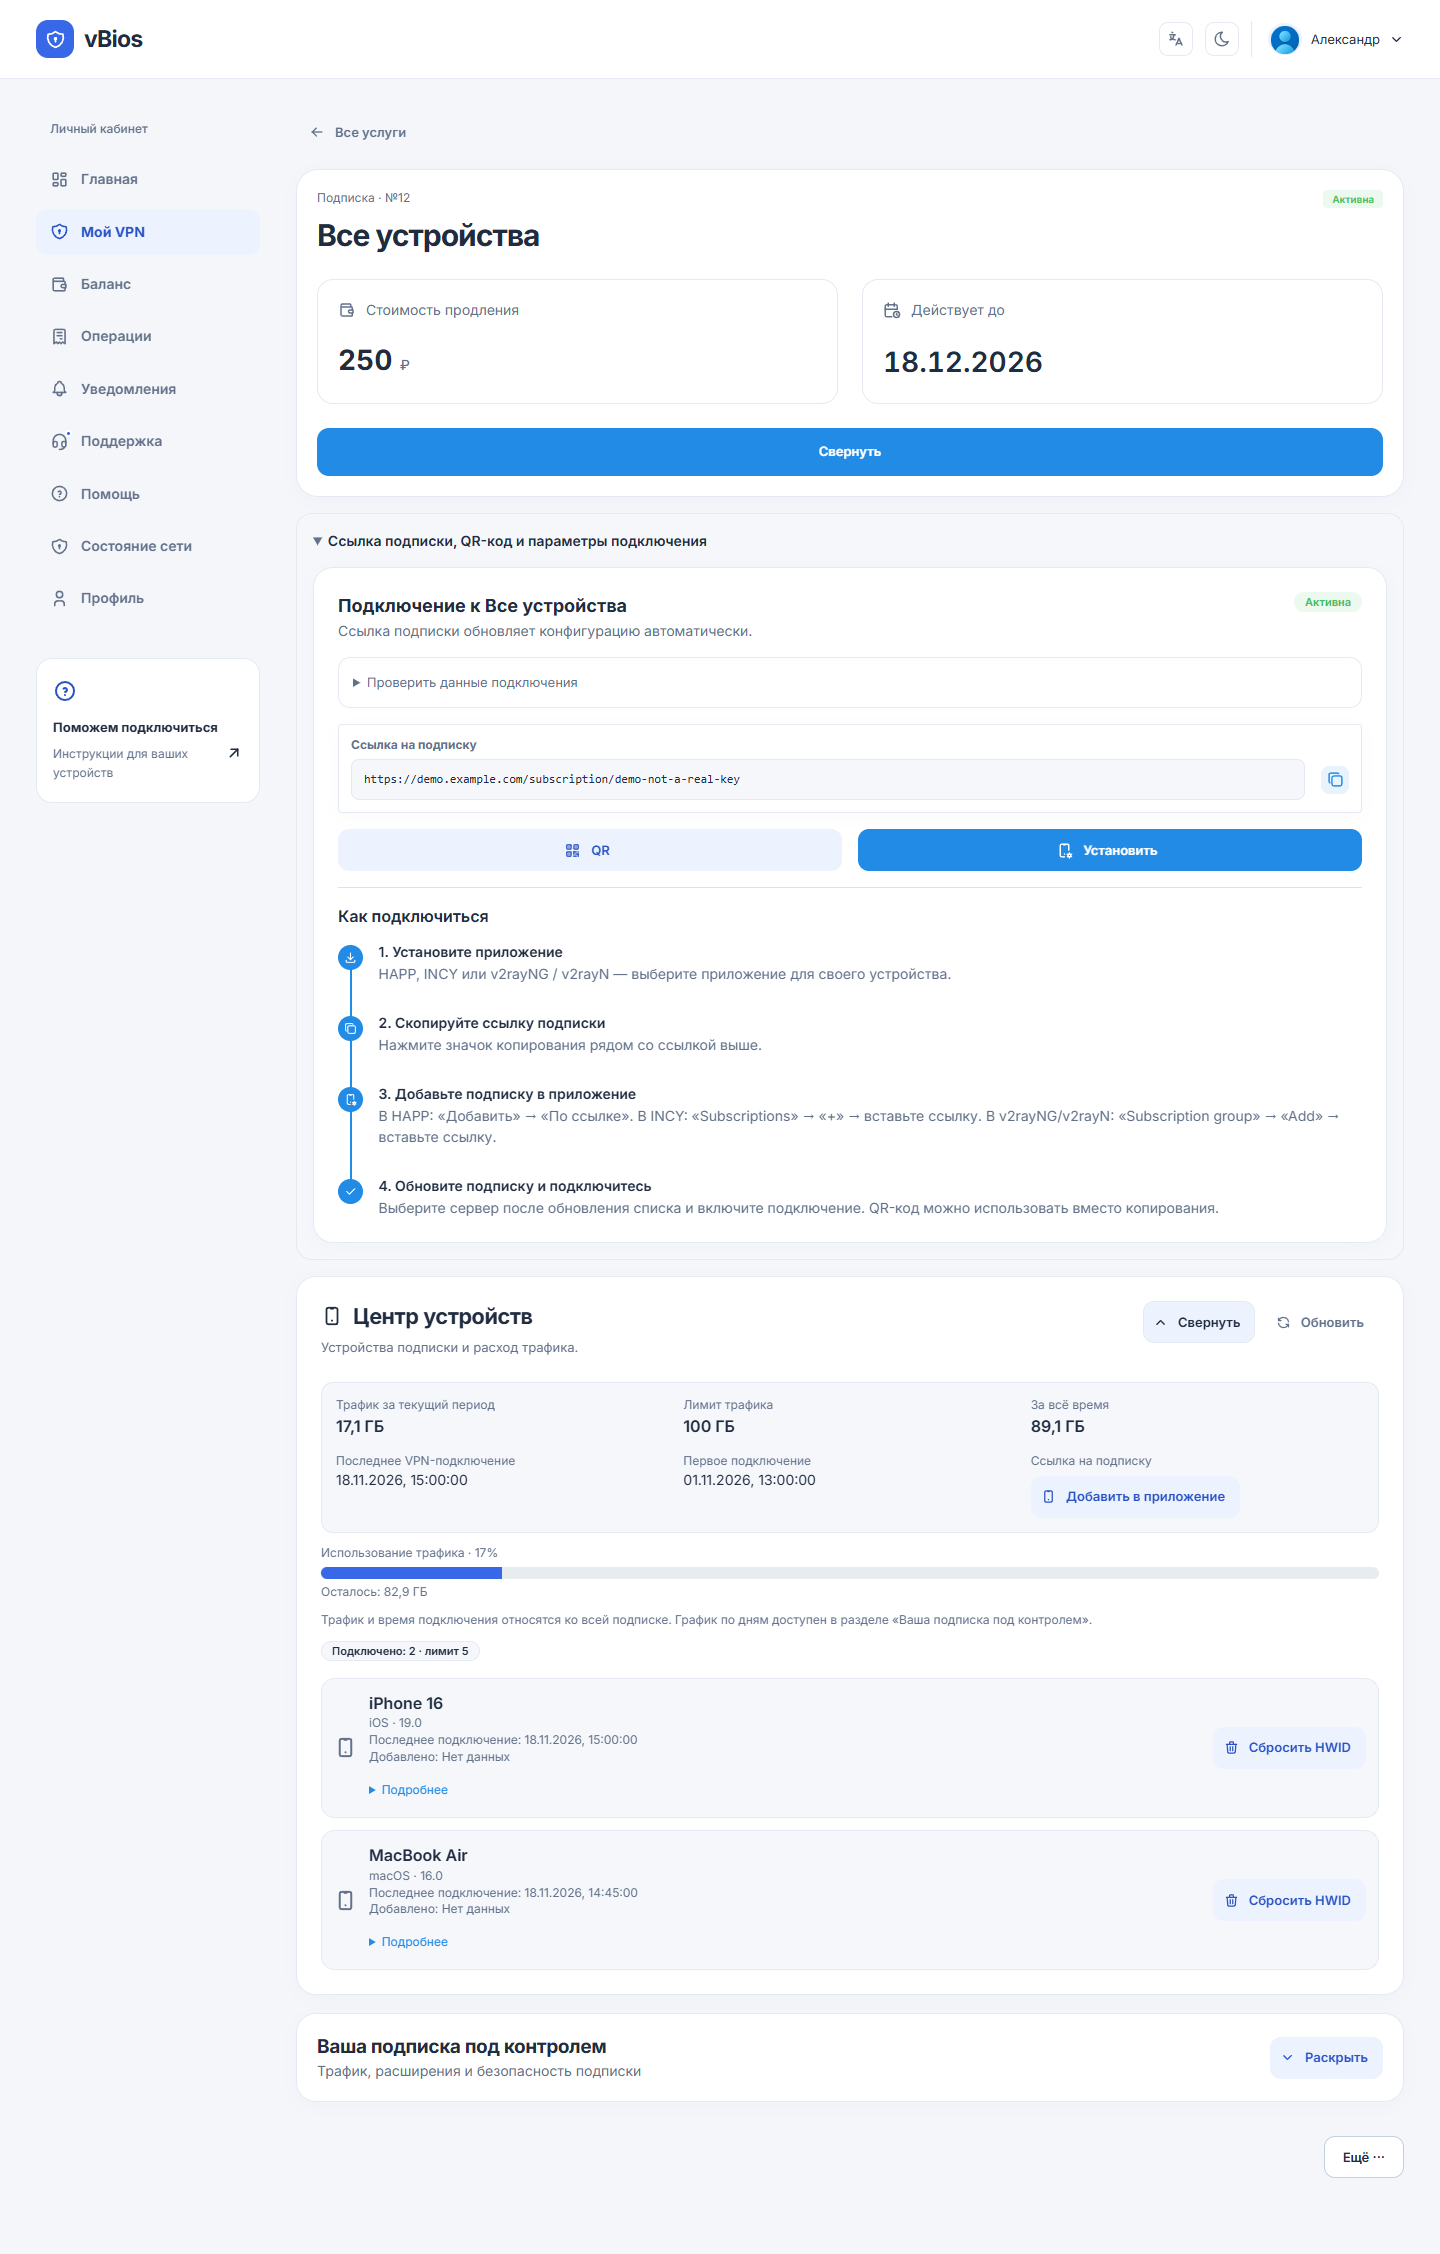 vBios
Александр
Личный кабинет
Главная
Мой VPN
Баланс
Операции
Уведомления
Поддержка
Помощь
Состояние сети
Профиль
Поможем подключиться
Инструкции для ваших
устройств
Все услуги
Подписка · №12
Активна
Все устройства
Стоимость продления
250 ₽
Действует до
18.12.2026
Свернуть
Ссылка подписки, QR-код и параметры подключения
Подключение к Все устройства
Активна
Ссылка подписки обновляет конфигурацию автоматически.
Проверить данные подключения
Ссылка на подписку
https://demo.example.com/subscription/demo-not-a-real-key
QR
Установить
Как подключиться
1. Установите приложение
HAPP, INCY или v2rayNG / v2rayN — выберите приложение для своего устройства.
2. Скопируйте ссылку подписки
Нажмите значок копирования рядом со ссылкой выше.
3. Добавьте подписку в приложение
В HAPP: «Добавить» → «По ссылке». В INCY: «Subscriptions» → «+» → вставьте ссылку. В v2rayNG/v2rayN: «Subscription group» → «Add» →
вставьте ссылку.
4. Обновите подписку и подключитесь
Выберите сервер после обновления списка и включите подключение. QR-код можно использовать вместо копирования.
Центр устройств
Устройства подписки и расход трафика.
Свернуть
Обновить
Трафик за текущий период
17,1 ГБ
Лимит трафика
100 ГБ
За всё время
89,1 ГБ
Последнее VPN-подключение
18.11.2026, 15:00:00
Первое подключение
01.11.2026, 13:00:00
Ссылка на подписку
Добавить в приложение
Использование трафика · 17%
Осталось: 82,9 ГБ
Трафик и время подключения относятся ко всей подписке. График по дням доступен в разделе «Ваша подписка под контролем».
Подключено: 2 · лимит 5
iPhone 16
iOS · 19.0
Последнее подключение: 18.11.2026, 15:00:00
Добавлено: Нет данных
Подробнее
Сбросить HWID
MacBook Air
macOS · 16.0
Последнее подключение: 18.11.2026, 14:45:00
Добавлено: Нет данных
Подробнее
Сбросить HWID
Ваша подписка под контролем
Трафик, расширения и безопасность подписки
Раскрыть
Ещё ···